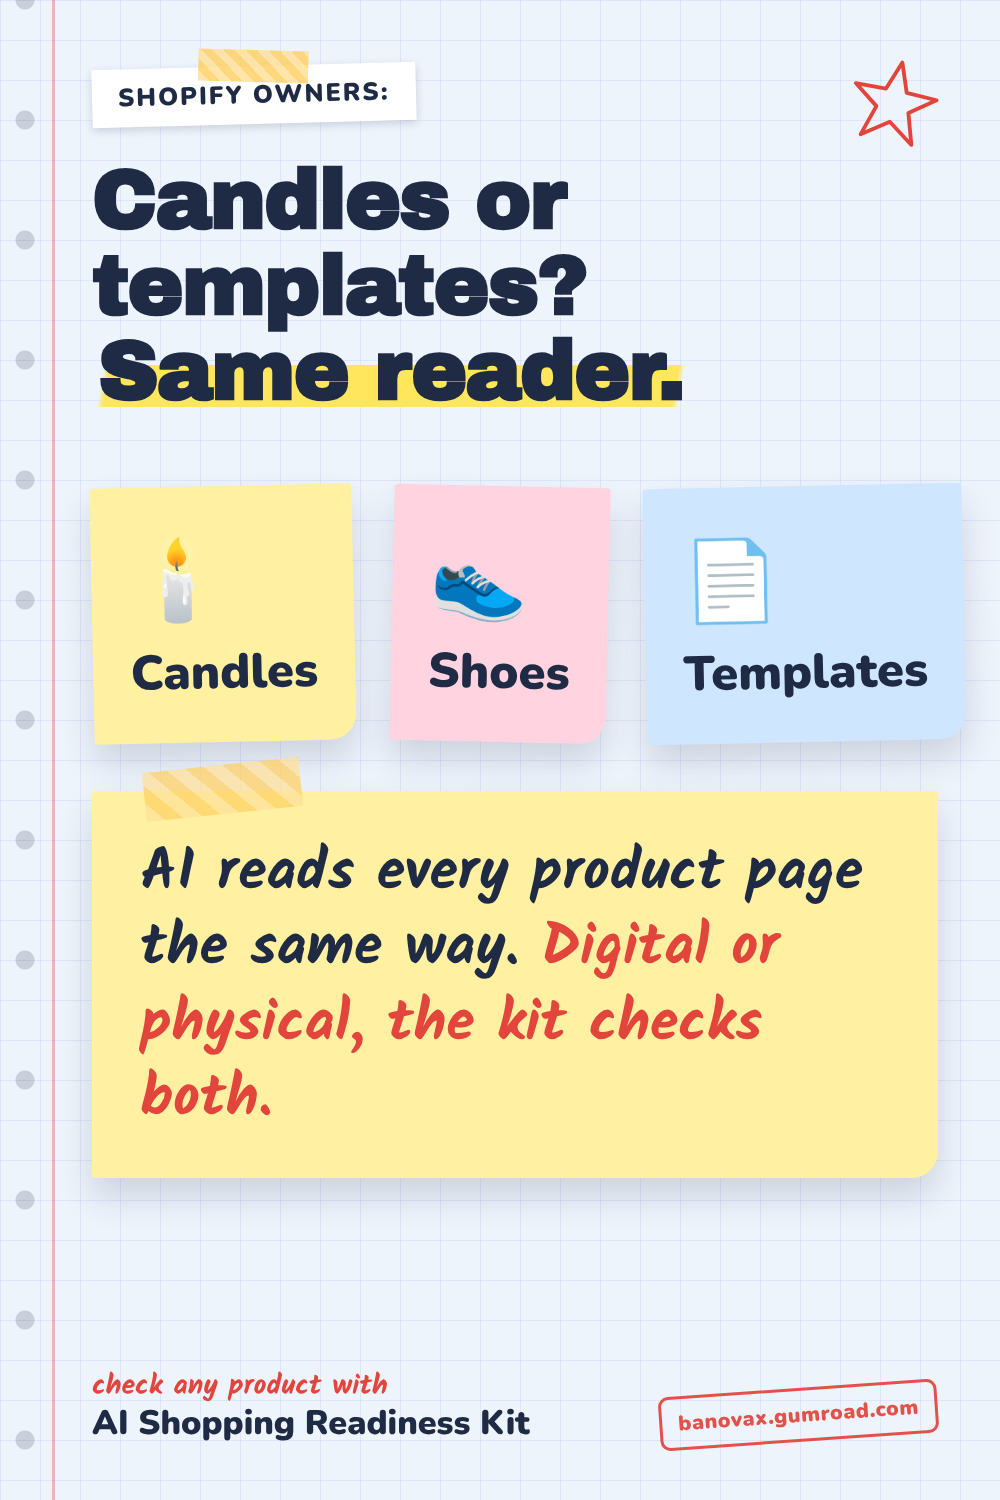 SHOPIFY OWNERS:
Candles or
templates?
Same reader.
Candles
Shoes
Templates
AI reads every product page
the same way. Digital or
physical, the kit checks
both.
check any product with
AI Shopping Readiness Kit
banovax.gumroad.com